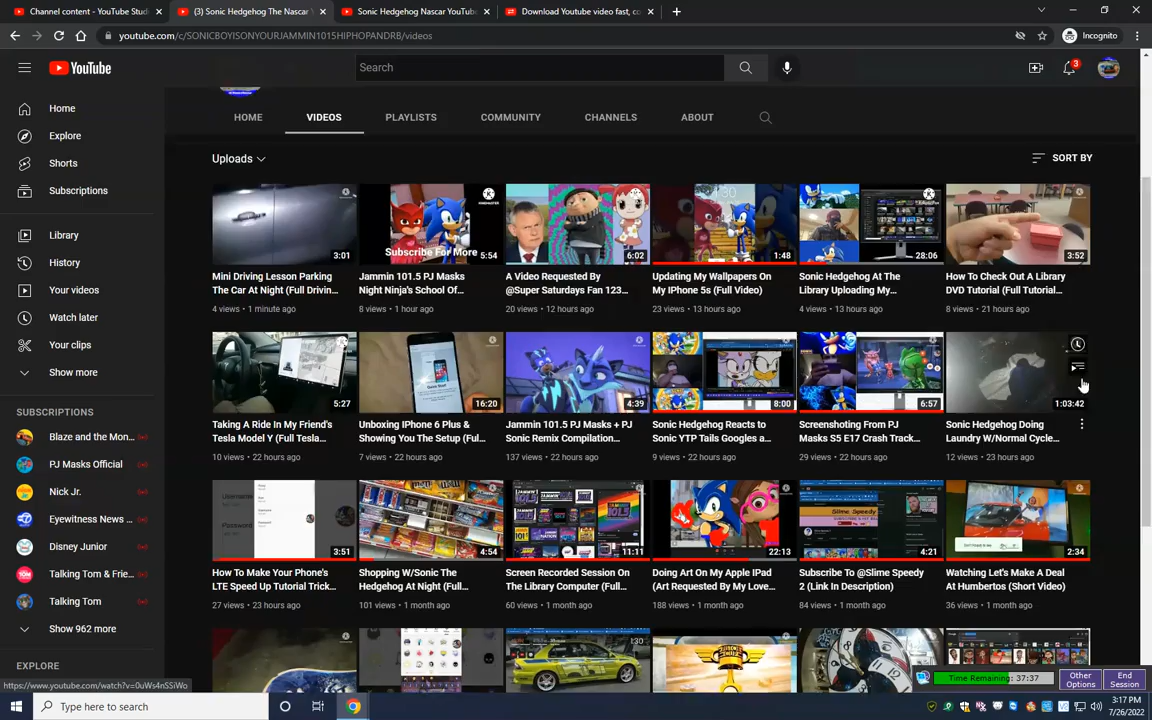 Channel content - YouTube Studi
(3) Sonic Hedgehog The Nascar Y
Sonic Hedgehog Nascar YouTube
Download Youtube video fast, co
youtube.com/c/SONICBOYISONYOURJAMMIN1015HIPHOPANDRB/videos
Incognito
YouTube
Search
3
Home
Explore
Shorts
Subscriptions
Library
History
Your videos
Watch later
Your clips
Show more
SUBSCRIPTIONS
Blaze and the Mon...
PJ Masks Official
Nick Jr.
Eyewitness News ...
Disney Junior
Talking Tom & Frie...
Talking Tom
Show 962 more
EXPLORE
HOME
VIDEOS
PLAYLISTS
COMMUNITY
CHANNELS
ABOUT
Uploads
SORT BY
3:01
Subscribe For More
5:54
6:02
1:48
28:06
3:52
Mini Driving Lesson Parking
The Car At Night (Full Drivin...
4 views • 1 minute ago
Jammin 101.5 PJ Masks
Night Ninja's School Of...
8 views • 1 hour ago
A Video Requested By
@Super Saturdays Fan 123...
20 views • 12 hours ago
Updating My Wallpapers On
My IPhone 5s (Full Video)
23 views • 13 hours ago
Sonic Hedgehog At The
Library Uploading My...
4 views • 13 hours ago
How To Check Out A Library
DVD Tutorial (Full Tutorial...
8 views • 21 hours ago
5:27
16:20
4:39
8:00
6:57
1:03:42
Taking A Ride In My Friend's
Tesla Model Y (Full Tesla...
10 views • 22 hours ago
Unboxing IPhone 6 Plus &
Showing You The Setup (Ful...
7 views • 22 hours ago
Jammin 101.5 PJ Masks + PJ
Sonic Remix Compilation...
137 views • 22 hours ago
Sonic Hedgehog Reacts to
Sonic YTP Tails Googles a...
9 views • 22 hours ago
Screenshoting From PJ
Masks S5 E17 Crash Track...
29 views • 22 hours ago
Sonic Hedgehog Doing
Laundry W/Normal Cycle...
12 views • 23 hours ago
3:51
4:54
11:11
22:13
Slime Speedy
4:21
2:34
How To Make Your Phone's
LTE Speed Up Tutorial Trick...
27 views • 23 hours ago
Shopping W/Sonic The
Hedgehog At Night (Full...
101 views • 1 month ago
Screen Recorded Session On
The Library Computer (Full...
60 views • 1 month ago
Doing Art On My Apple IPad
(Art Requested By My Love...
188 views • 1 month ago
Subscribe To @Slime Speedy
2 (Link In Description)
84 views • 1 month ago
Watching Let's Make A Deal
At Humbertos (Short Video)
36 views • 1 month ago
https://www.youtube.com/watch?v=0uWs4nSSiWo
Time Remaining: 37:37
Other
Options
End
Session
Type here to search
3:17 PM
7/26/2022